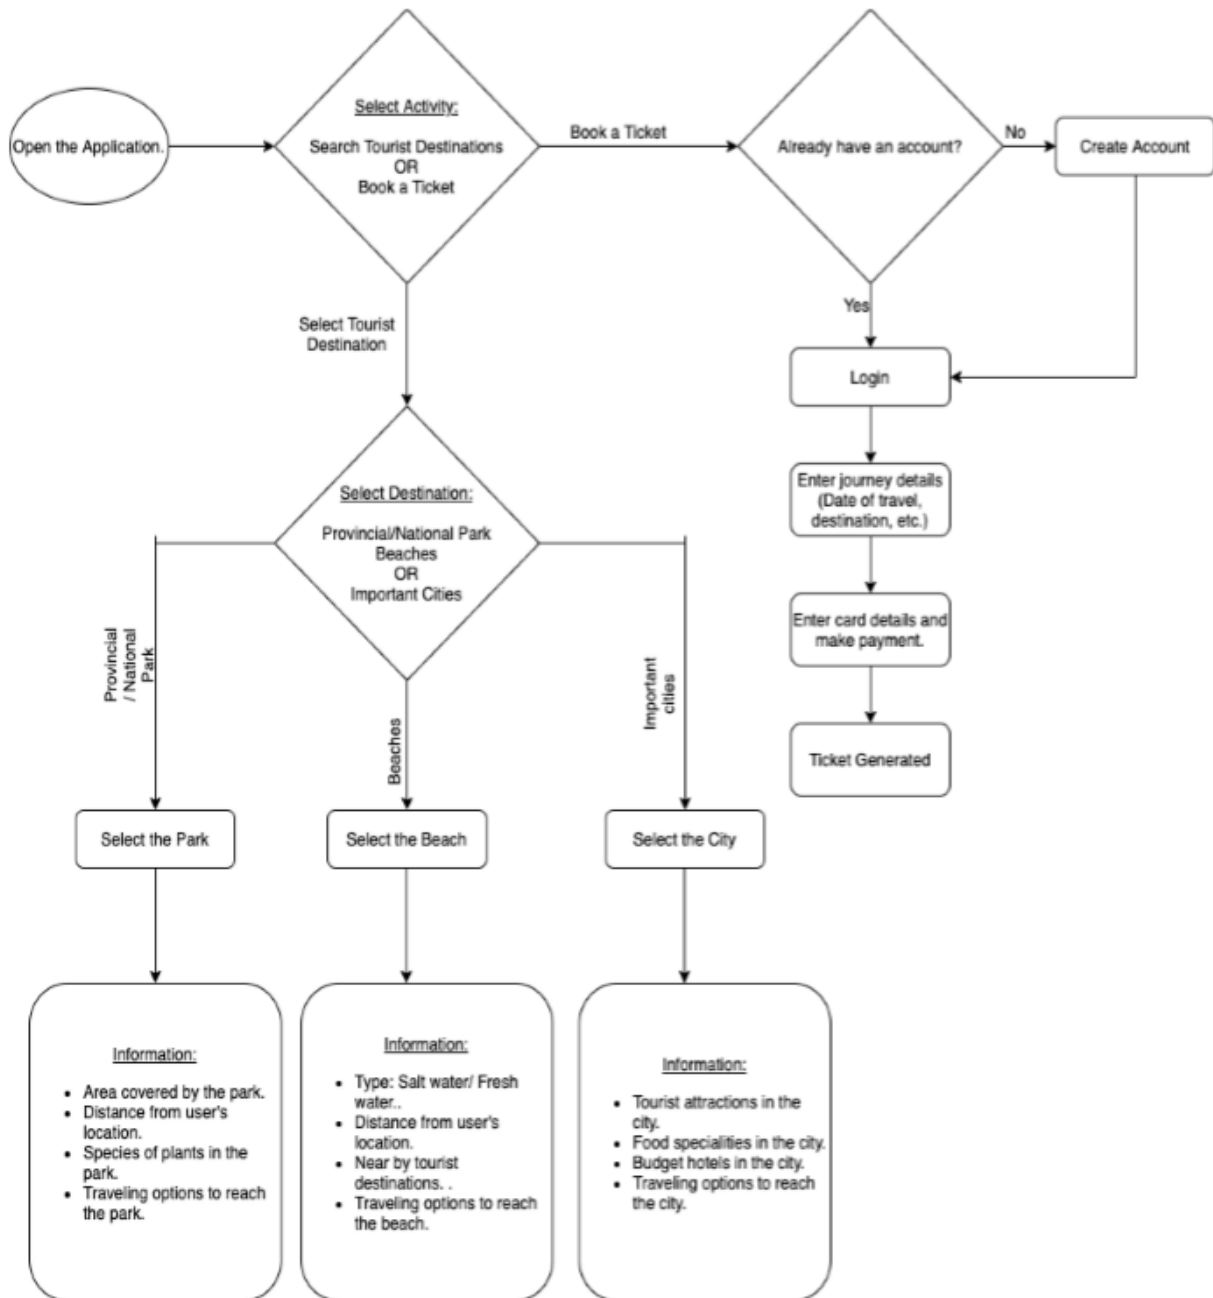 Open the Application.
Select Activity:
Search Tourist Destinations
OR
Book a Ticket
Book a Ticket
Already have an account?
No
Create Account
Yes
Login
Enter journey details
(Date of travel,
destination, etc.)
Enter card details and
make payment.
Ticket Generated
Select Tourist
Destination
Select Destination:
Provincial/National Park
Beaches
OR
Important Cities
Provincial
/ National
Park
Beaches
Important
cities
Select the Park
Select the Beach
Select the City
Information:
• Area covered by the park.
• Distance from user's
location.
• Species of plants in the
park.
• Traveling options to reach
the park.
Information:
• Type: Salt water/ Fresh
water..
• Distance from user's
location.
• Near by tourist
destinations. .
• Traveling options to reach
the beach.
Information:
• Tourist attractions in the
city.
• Food specialities in the city.
• Budget hotels in the city.
• Traveling options to reach
the city.